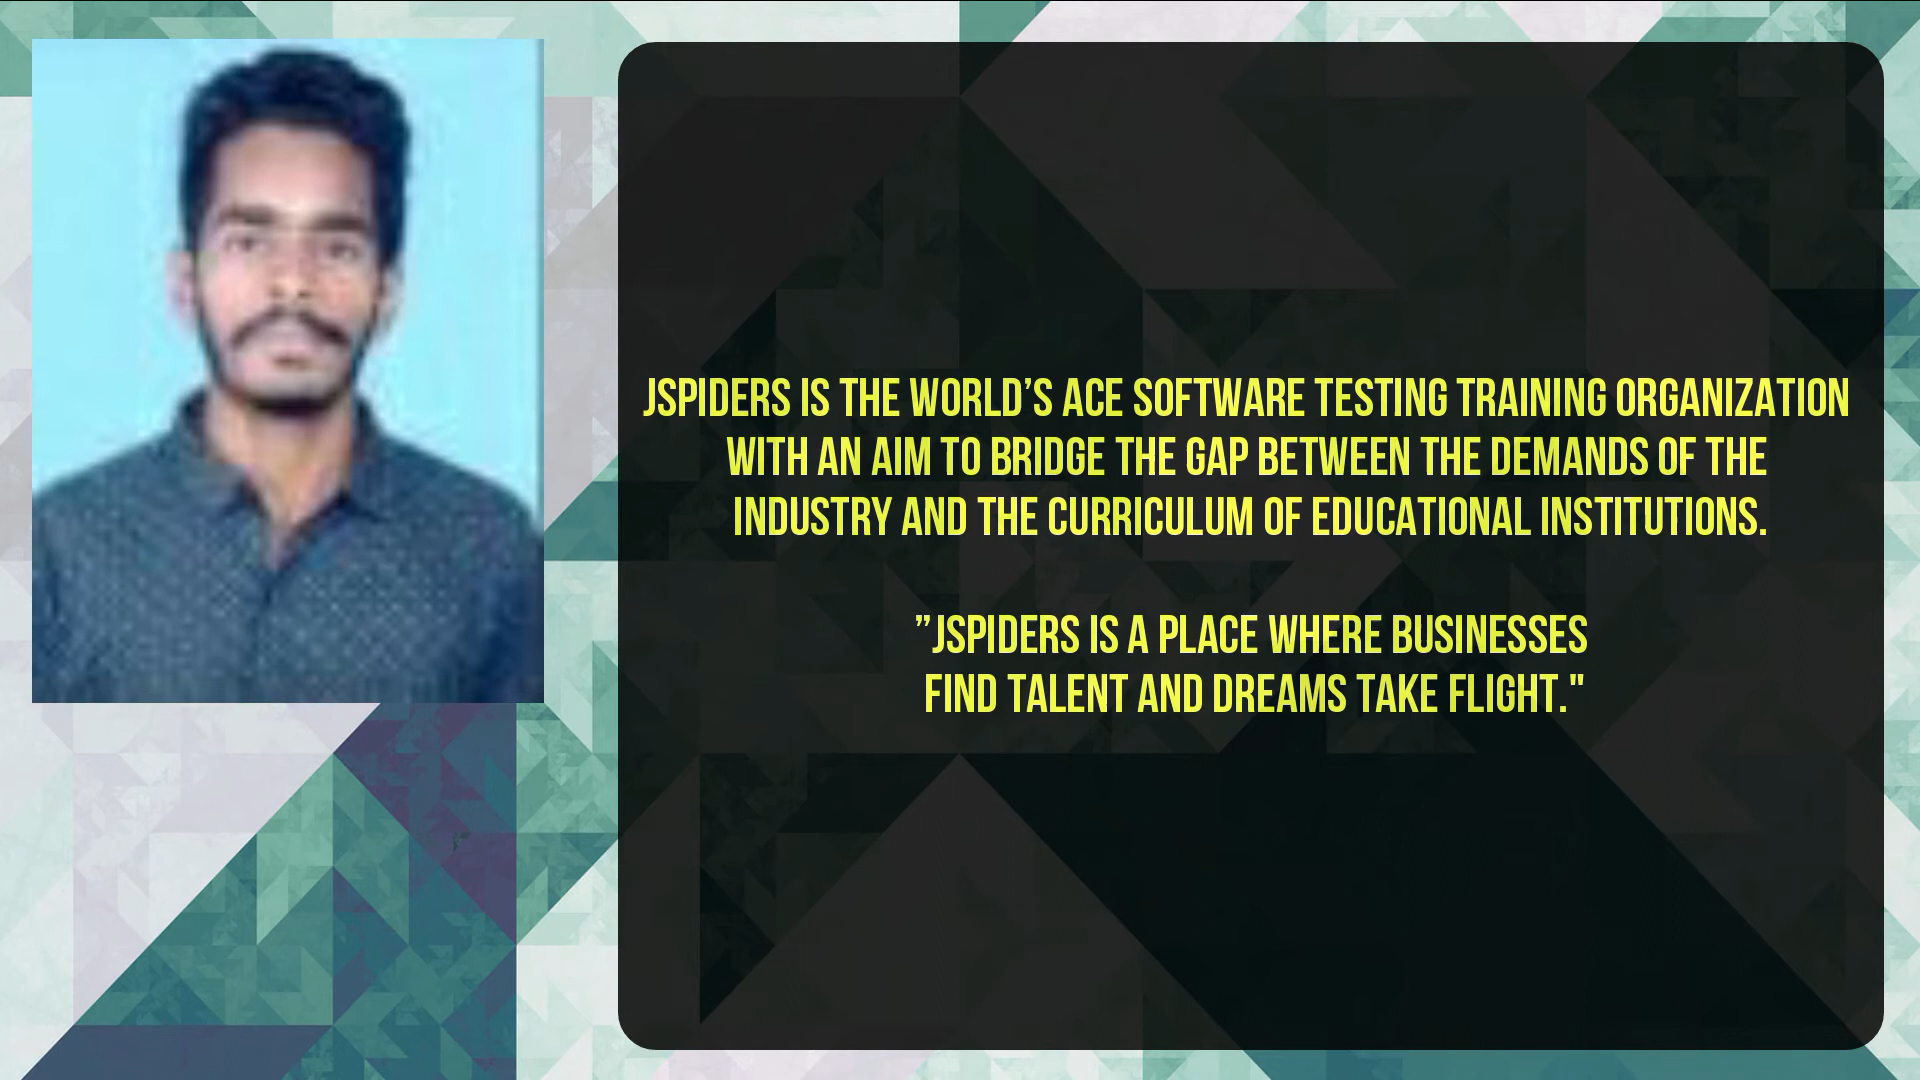 JSPIDERS IS THE WORLD’S ACE SOFTWARE TESTING TRAINING ORGANIZATION
WITH AN AIM TO BRIDGE THE GAP BETWEEN THE DEMANDS OF THE
INDUSTRY AND THE CURRICULUM OF EDUCATIONAL INSTITUTIONS.
”JSPIDERS IS A PLACE WHERE BUSINESSES
FIND TALENT AND DREAMS TAKE FLIGHT."